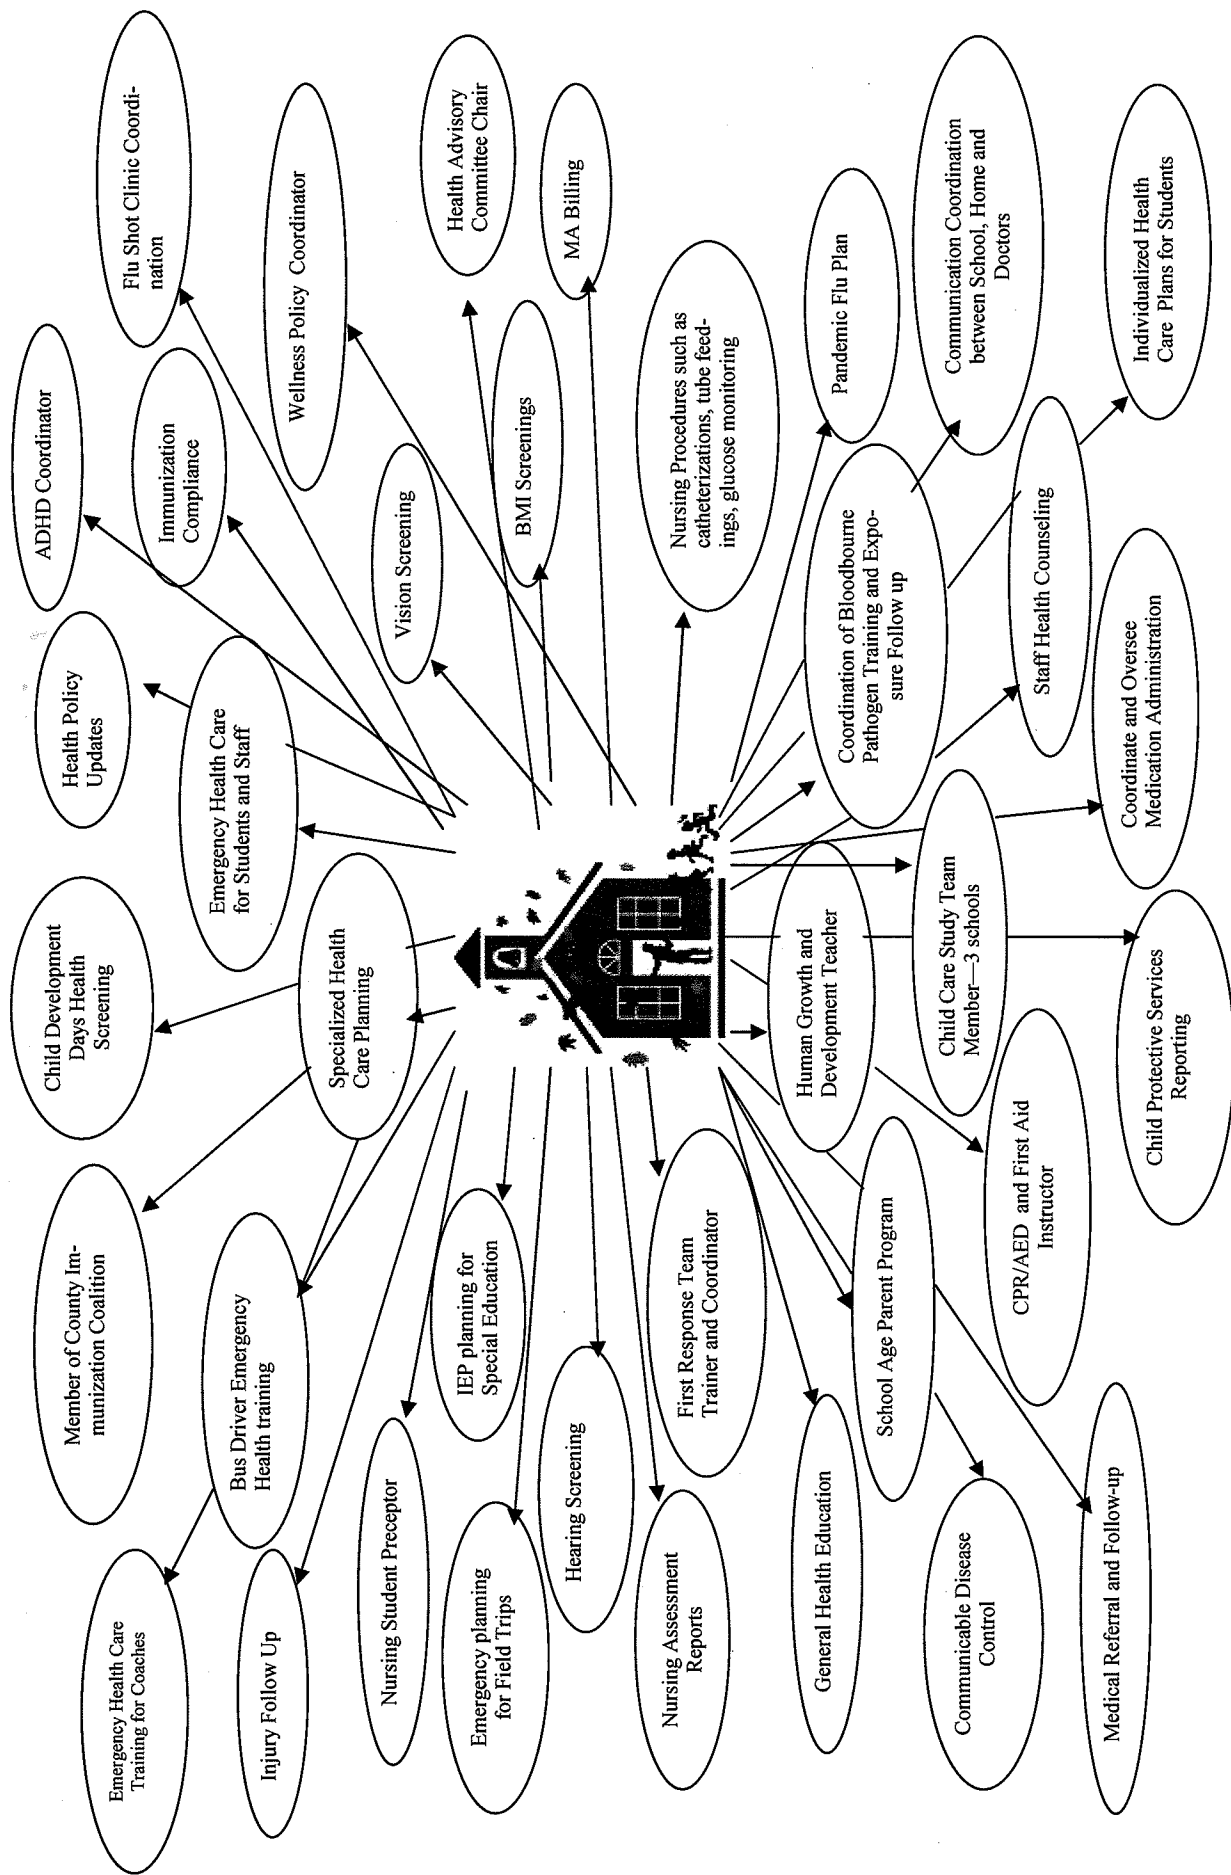 Emergency Health Care
Training for Coaches
Member of County Im-
munization Coalition
Child Development
Days Health
Screening
Health Policy
Updates
ADHD Coordinator
Flu Shot Clinic Coordi-
nation
Injury Follow Up
Bus Driver Emergency
Health training
Emergency Health Care
for Students and Staff
Immunization
Compliance
Wellness Policy Coordinator
Specialized Health
Care Planning
Nursing Student Preceptor
Vision Screening
Health Advisory
Committee Chair
IEP planning for
Special Education
Emergency planning
for Field Trips
BMI Screenings
MA Billing
Hearing Screening
Nursing Assessment
Reports
First Response Team
Trainer and Coordinator
Nursing Procedures such as
catheterizations, tube feed-
ings, glucose monitoring
General Health Education
Human Growth and
Development Teacher
Pandemic Flu Plan
School Age Parent Program
Coordination of Bloodbourne
Pathogen Training and Expo-
sure Follow up
Communicable Disease
Control
Child Care Study Team
Member—3 schools
Communication Coordination
between School, Home and
Doctors
CPR/AED and First Aid
Instructor
Staff Health Counseling
Medical Referral and Follow-up
Child Protective Services
Reporting
Coordinate and Oversee
Medication Administration
Individualized Health
Care Plans for Students